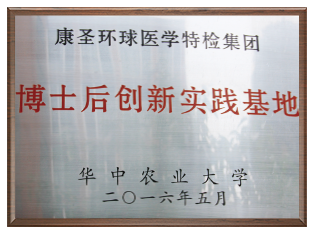 康圣环球医学特检集团
博士后创新实践基地
华中农业大学
二〇一六年五月